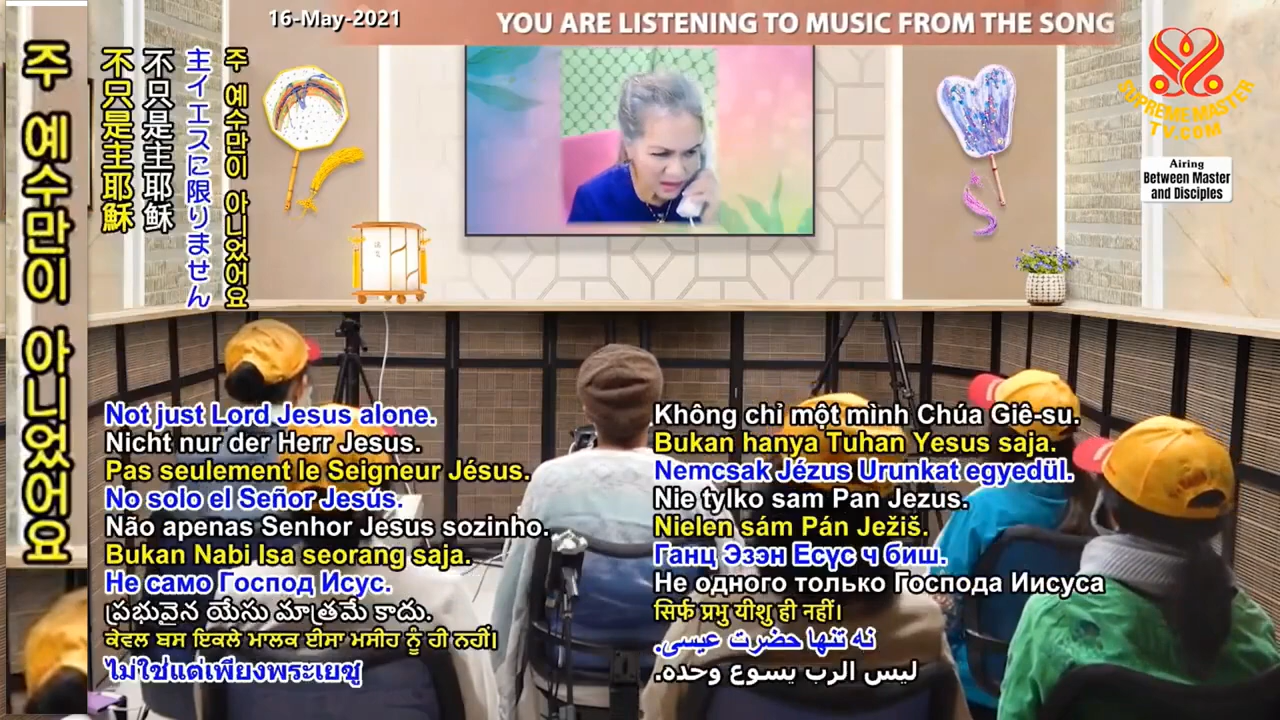 16-May-2021
YOU ARE LISTENING TO MUSIC FROM THE SONG
SUPREME MASTER
TV.COM
Airing
Between Master
and Disciples
주 예수만이 아니었어요
不只是主耶穌
不只是主耶稣
主イエスに限りません
주 예수만이 아니었어요
Not just Lord Jesus alone.
Nicht nur der Herr Jesus.
Pas seulement le Seigneur Jésus.
No solo el Señor Jesús.
Não apenas Senhor Jesus sozinho.
Bukan Nabi Isa seorang saja.
Не само Господ Исус.
ప్రభువైన యేసు మాత్రమే కాదు.
ਕੇਵਲ ਬਸ ਇਕਲੇ ਮਾਲਕ ਈਸਾ ਮਸੀਹ ਨੂੰ ਹੀ ਨਹੀਂ।
ไม่ใช่แต่เพียงพระเยซู
Không chỉ một mình Chúa Giê-su.
Bukan hanya Tuhan Yesus saja.
Nemcsak Jézus Urunkat egyedül.
Nie tylko sam Pan Jezus.
Nielen sám Pán Ježiš.
Ганц Эзэн Есүс ч биш.
Не одного только Господа Иисуса
सिर्फ प्रभु यीशु ही नहीं।
نه تنها حضرت عیسی.
ليس الرب يسوع وحده.